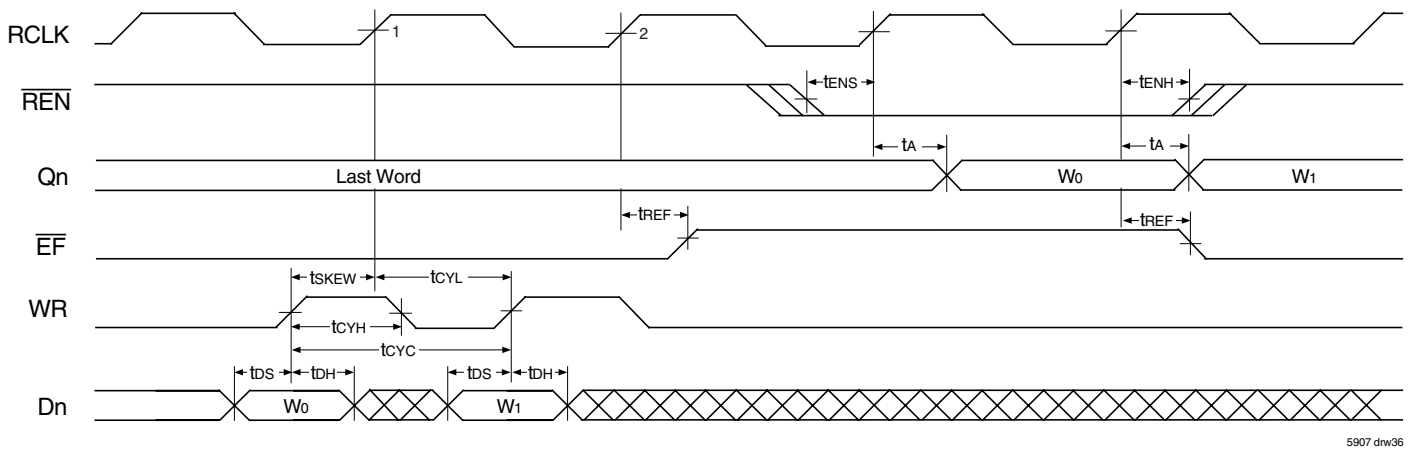 RCLK
1
2
REN
tENS
tENH
Qn
Last Word
tA
W0
tA
W1
EF
tREF
tREF
WR
tSKEW
tCYL
tCYH
tCYC
Dn
tDS
tDH
W0
tDS
tDH
W1
5907 drw36